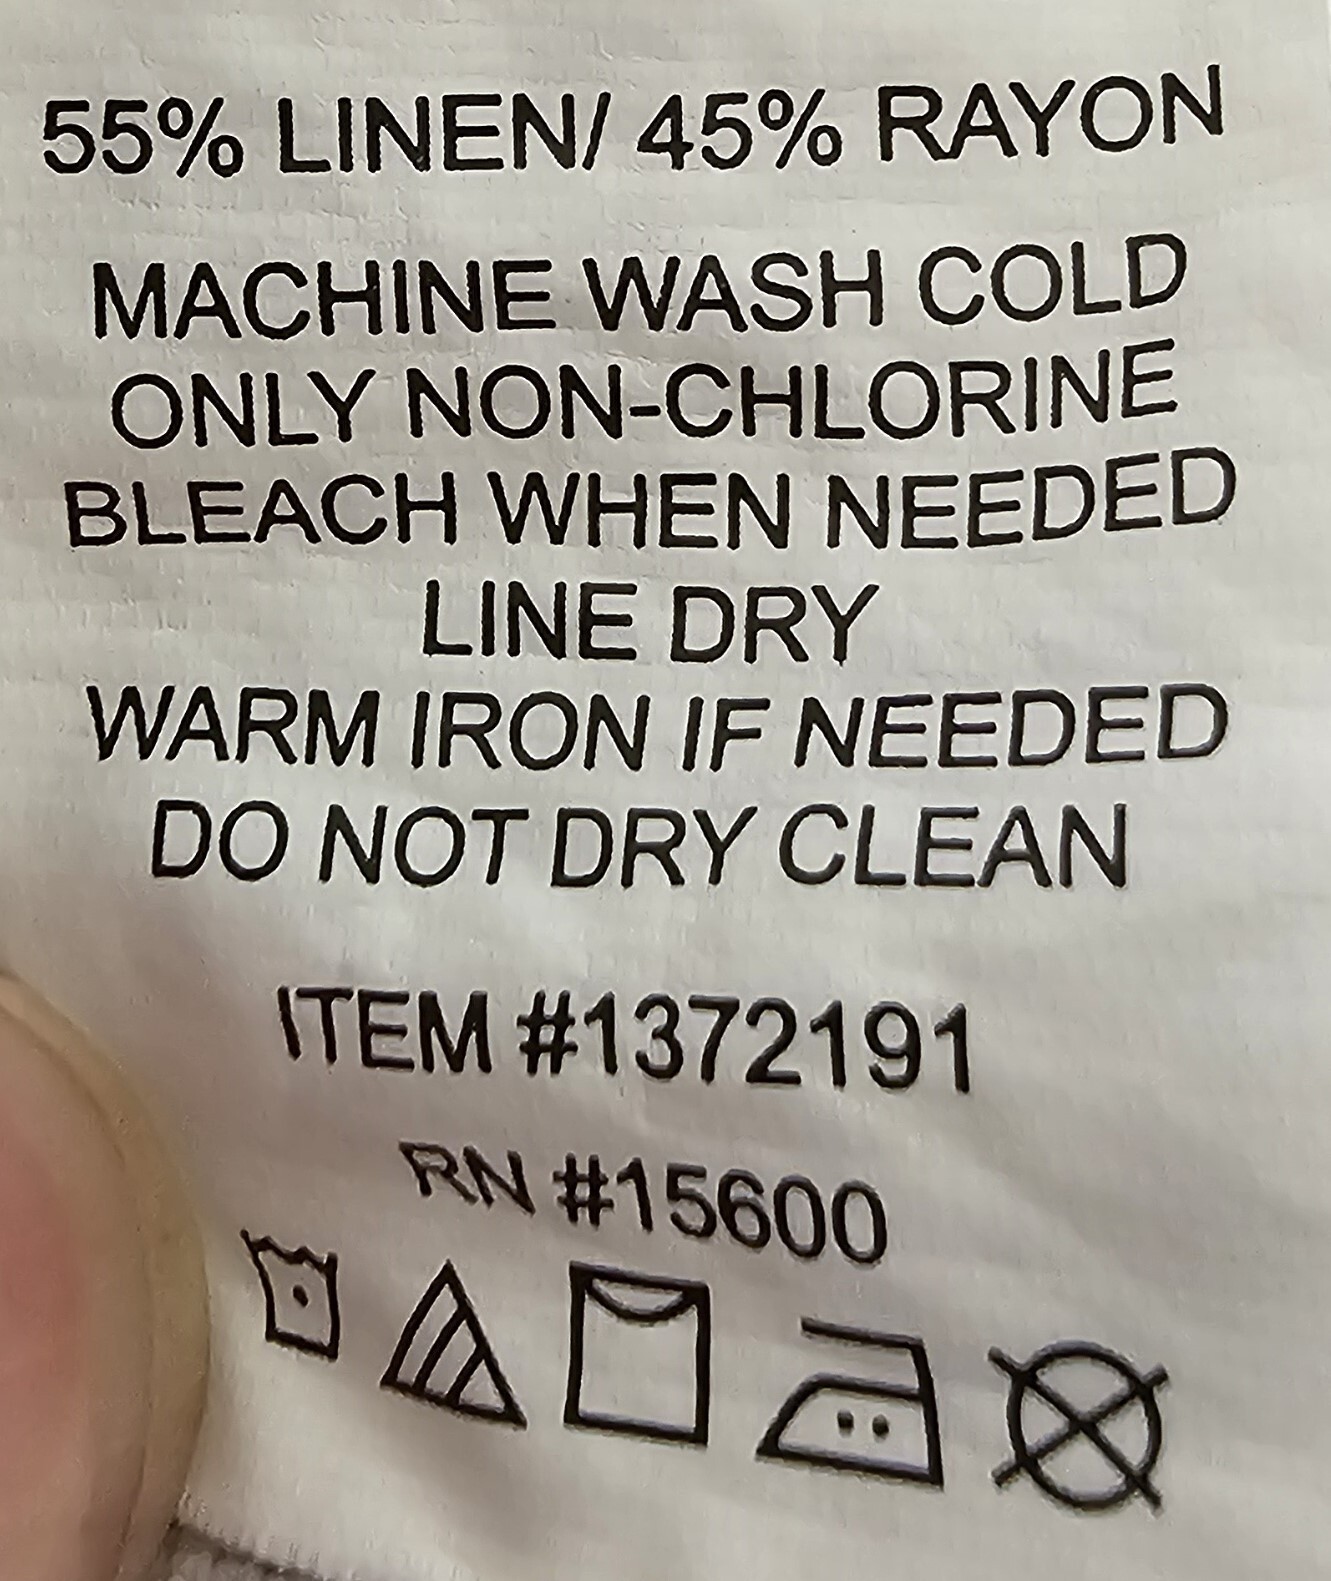 55% LINEN/ 45% RAYON
MACHINE WASH COLD
ONLY NON-CHLORINE
BLEACH WHEN NEEDED
LINE DRY
WARM IRON IF NEEDED
DO NOT DRY CLEAN
ITEM #1372191
RN #15600